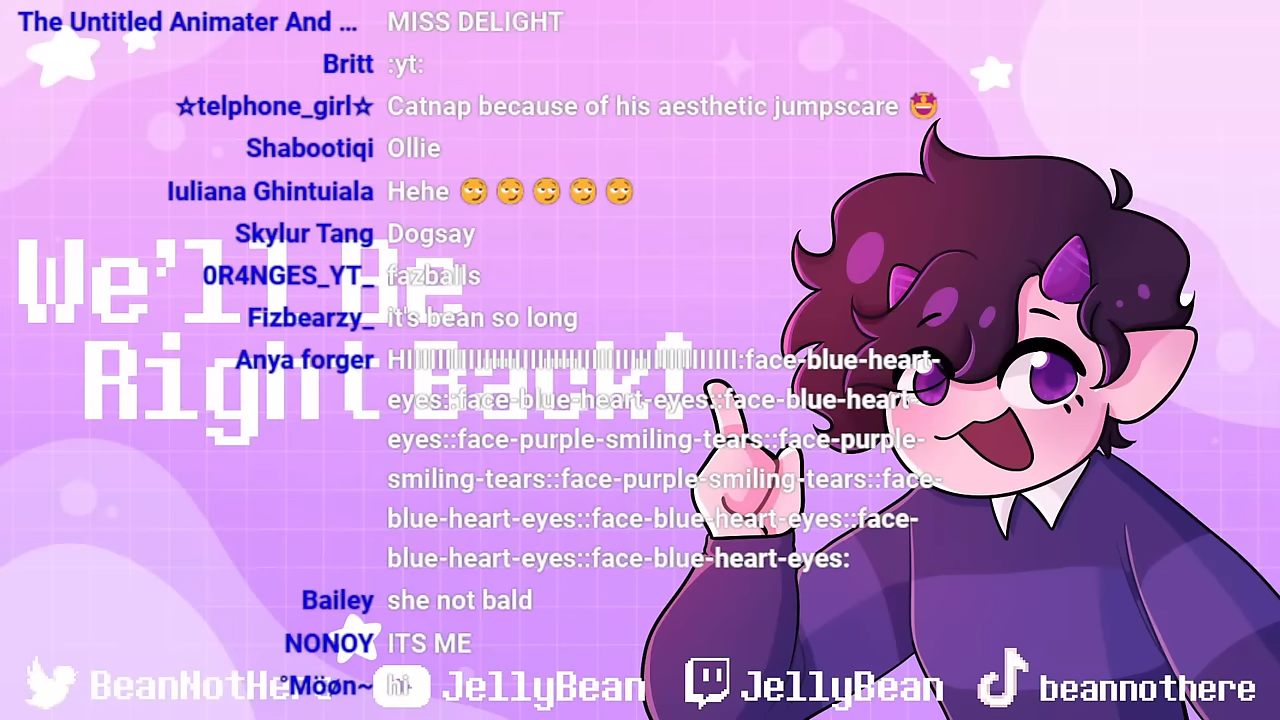 The Untitled Animater And ... MISS DELIGHT
Britt :yt:
☆telphone_girl☆ Catnap because of his aesthetic jumpscare 🤩
Shabootiqi Ollie
Iuliana Ghintuiala Hehe 😏 😏 😏 😏 😏
Skylur Tang Dogsay
We'll Be
0R4NGES_YT_ fazballs
Fizbearzy_ it's bean so long
Right Back!
Anya forger :face-blue-heart-
eyes::face-blue-heart-eyes::face-blue-heart-
eyes::face-purple-smiling-tears::face-purple-
smiling-tears::face-purple-smiling-tears::face-
blue-heart-eyes::face-blue-heart-eyes::face-
blue-heart-eyes::face-blue-heart-eyes:
Bailey she not bald
NONOY ITS ME
°Möøn~ hi
JellyBean JellyBean beannothere